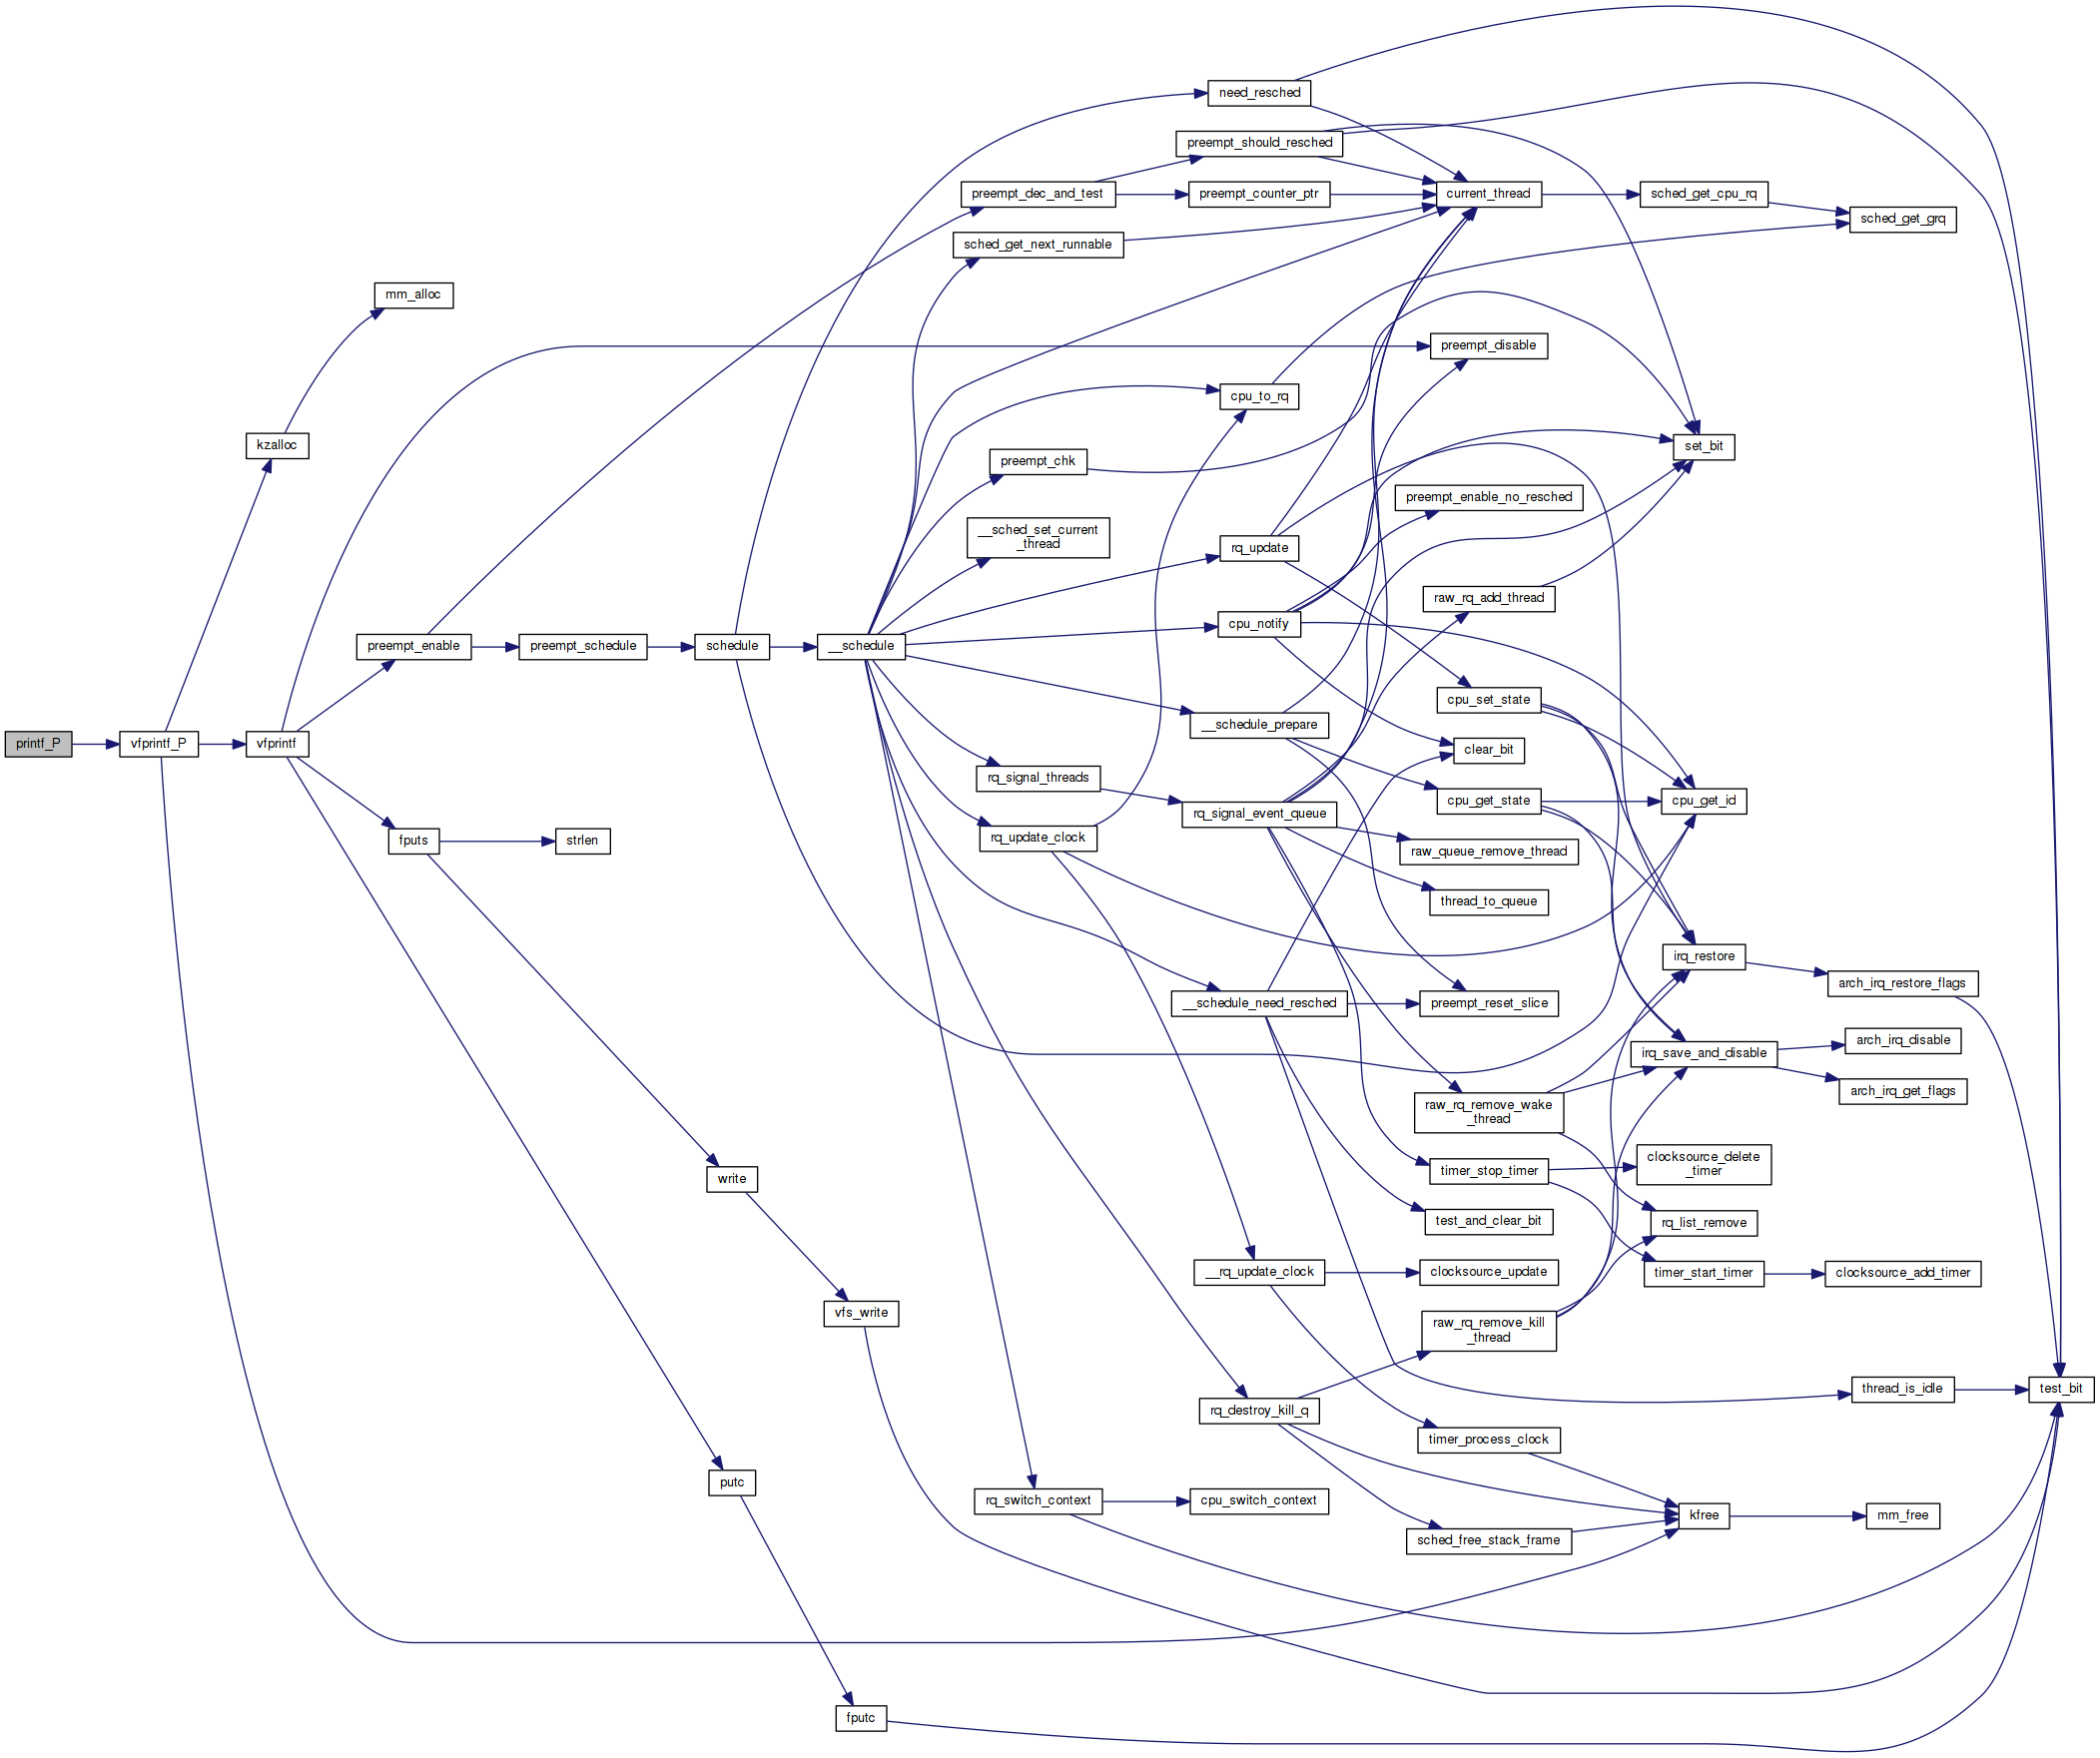 need_resched
preempt_should_resched
preempt_dec_and_test
preempt_counter_ptr
current_thread
sched_get_cpu_rq
sched_get_grq
sched_get_next_runnable
mm_alloc
preempt_disable
cpu_to_rq
kzalloc
preempt_chk
set_bit
preempt_enable_no_resched
__sched_set_current
_thread
rq_update
raw_rq_add_thread
cpu_notify
preempt_enable
preempt_schedule
schedule
__schedule
cpu_set_state
__schedule_prepare
printf_P
vfprintf_P
vfprintf
clear_bit
rq_signal_threads
cpu_get_state
cpu_get_id
rq_signal_event_queue
fputs
strlen
rq_update_clock
raw_queue_remove_thread
thread_to_queue
irq_restore
arch_irq_restore_flags
__schedule_need_resched
preempt_reset_slice
arch_irq_disable
irq_save_and_disable
arch_irq_get_flags
raw_rq_remove_wake
_thread
clocksource_delete
_timer
write
timer_stop_timer
test_and_clear_bit
rq_list_remove
__rq_update_clock
clocksource_update
timer_start_timer
clocksource_add_timer
vfs_write
raw_rq_remove_kill
_thread
thread_is_idle
test_bit
rq_destroy_kill_q
timer_process_clock
putc
rq_switch_context
cpu_switch_context
kfree
mm_free
sched_free_stack_frame
fputc